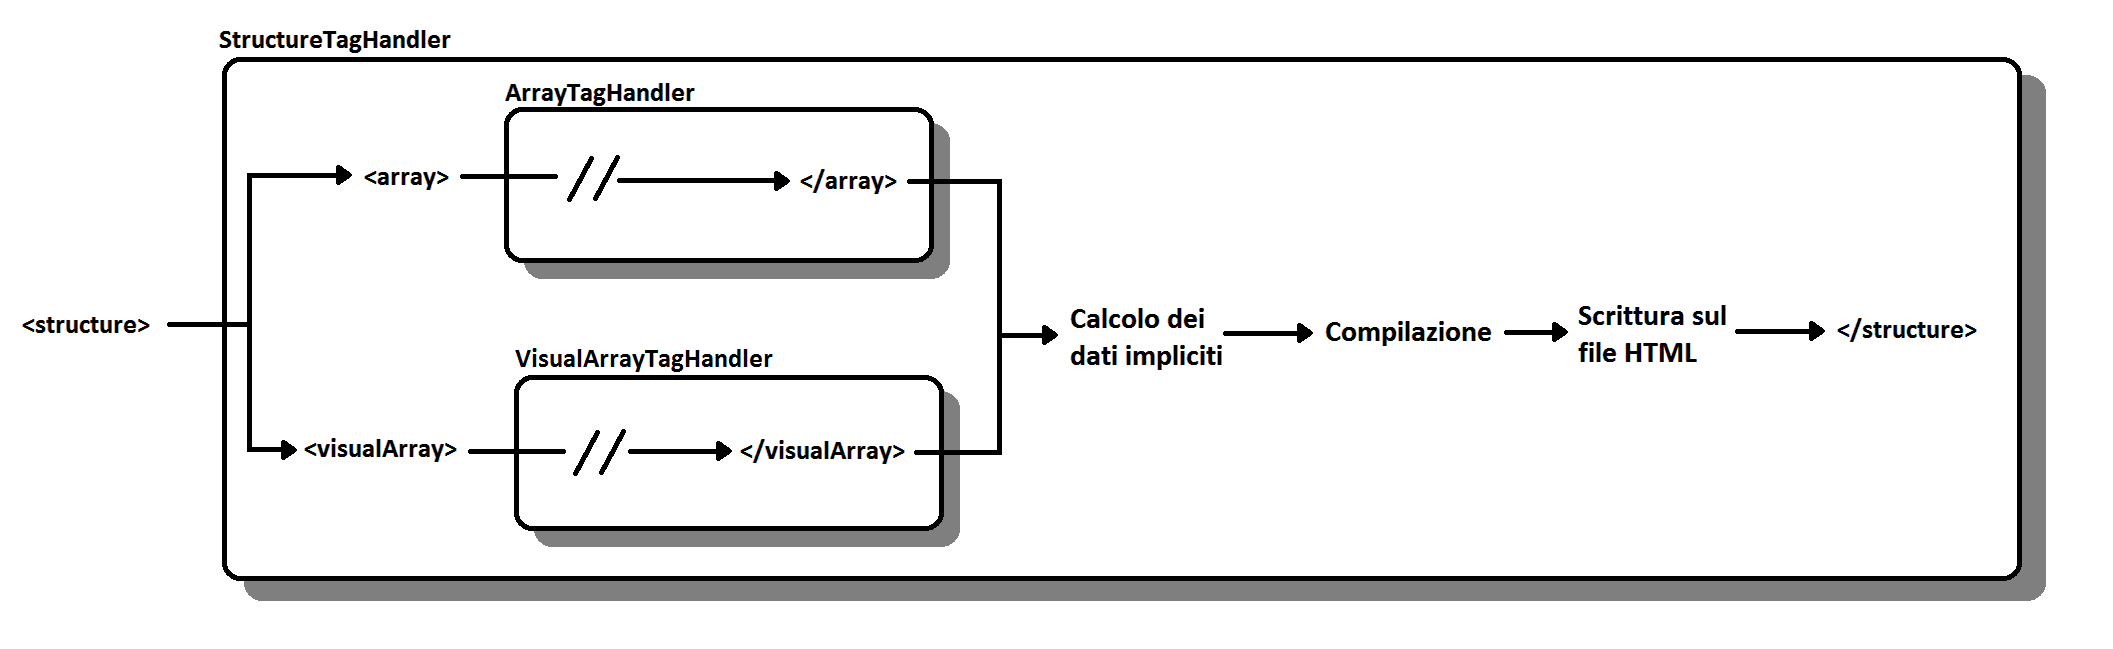 StructureTagHandler
ArrayTagHandler
<array>
</array>
<structure>
VisualArrayTagHandler
<visualArray>
</visualArray>
Calcolo dei
dati impliciti
Compilazione
Scrittura sul
file HTML
</structure>